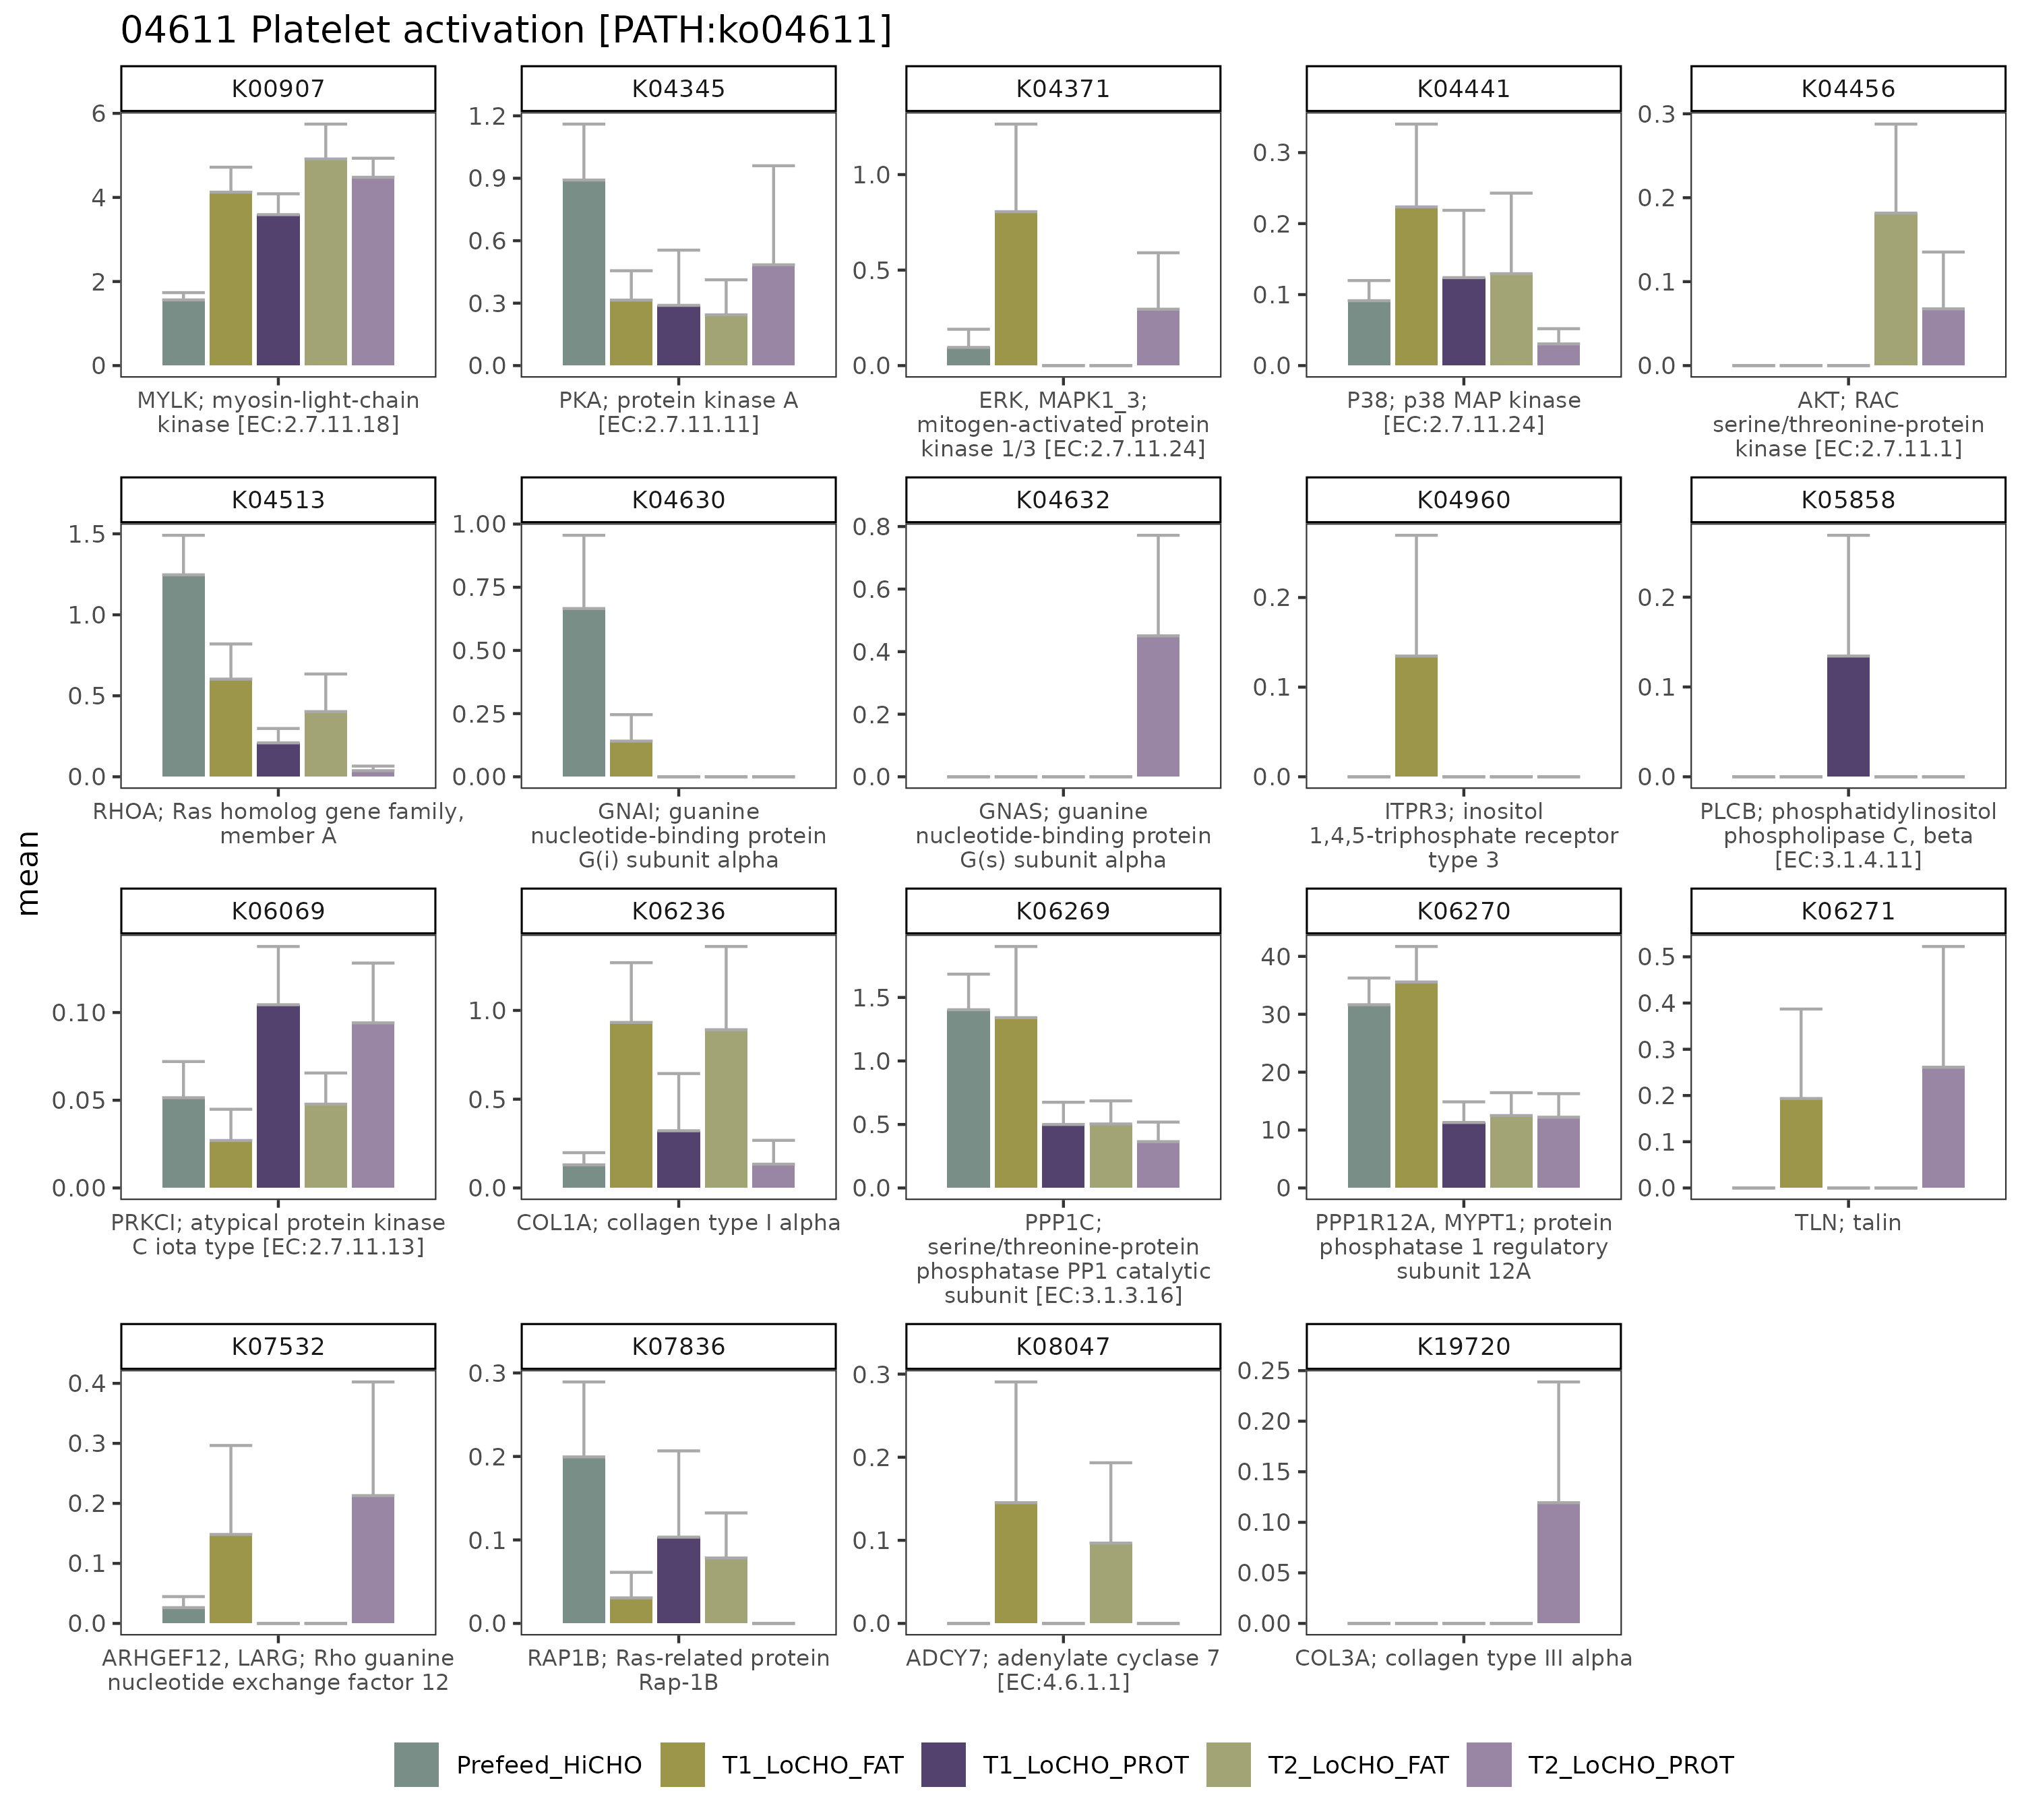 04611 Platelet activation [PATH:ko04611]
K00907
K04345
K04371
K04441
K04456
6
4
2
0
1.2
0.9
0.6
0.3
0.0
1.0
0.5
0.0
0.3
0.2
0.1
0.0
0.3
0.2
0.1
0.0
MYLK; myosin-light-chain
kinase [EC:2.7.11.18]
PKA; protein kinase A
[EC:2.7.11.11]
ERK, MAPK1_3;
mitogen-activated protein
kinase 1/3 [EC:2.7.11.24]
P38; p38 MAP kinase
[EC:2.7.11.24]
AKT; RAC
serine/threonine-protein
kinase [EC:2.7.11.1]
K04513
K04630
K04632
K04960
K05858
1.5
1.0
0.5
0.0
1.00
0.75
0.50
0.25
0.00
0.8
0.6
0.4
0.2
0.0
0.2
0.1
0.0
0.2
0.1
0.0
RHOA; Ras homolog gene family,
member A
GNAI; guanine
nucleotide-binding protein
G(i) subunit alpha
GNAS; guanine
nucleotide-binding protein
G(s) subunit alpha
ITPR3; inositol
1,4,5-triphosphate receptor
type 3
PLCB; phosphatidylinositol
phospholipase C, beta
[EC:3.1.4.11]
mean
K06069
K06236
K06269
K06270
K06271
0.10
0.05
0.00
1.0
0.5
0.0
1.5
1.0
0.5
0.0
40
30
20
10
0
0.5
0.4
0.3
0.2
0.1
0.0
PRKCI; atypical protein kinase
C iota type [EC:2.7.11.13]
COL1A; collagen type I alpha
PPP1C;
serine/threonine-protein
phosphatase PP1 catalytic
subunit [EC:3.1.3.16]
PPP1R12A, MYPT1; protein
phosphatase 1 regulatory
subunit 12A
TLN; talin
K07532
K07836
K08047
K19720
0.4
0.3
0.2
0.1
0.0
0.3
0.2
0.1
0.0
0.3
0.2
0.1
0.0
0.25
0.20
0.15
0.10
0.05
0.00
ARHGEF12, LARG; Rho guanine
nucleotide exchange factor 12
RAP1B; Ras-related protein
Rap-1B
ADCY7; adenylate cyclase 7
[EC:4.6.1.1]
COL3A; collagen type III alpha
Prefeed_HiCHO
T1_LoCHO_FAT
T1_LoCHO_PROT
T2_LoCHO_FAT
T2_LoCHO_PROT